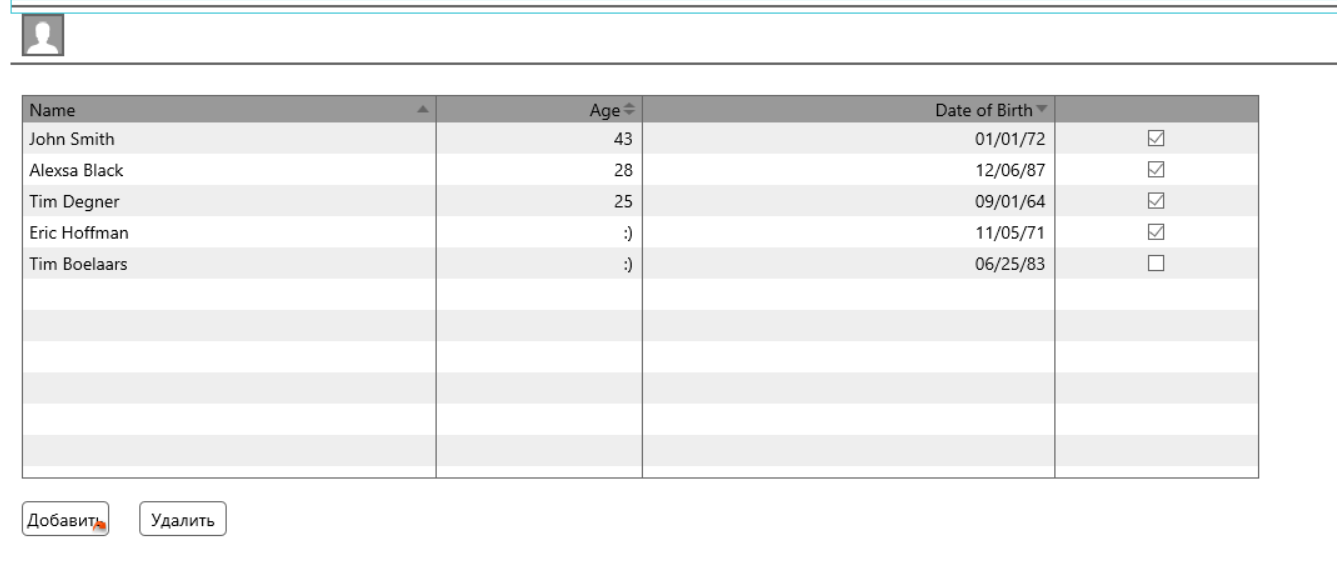 Name Age Date of Birth
John Smith 43 01/01/72
Alexsa Black 28 12/06/87
Tim Degner 25 09/01/64
Eric Hoffman :) 11/05/71
Tim Boelaars :) 06/25/83
Добавить Удалить